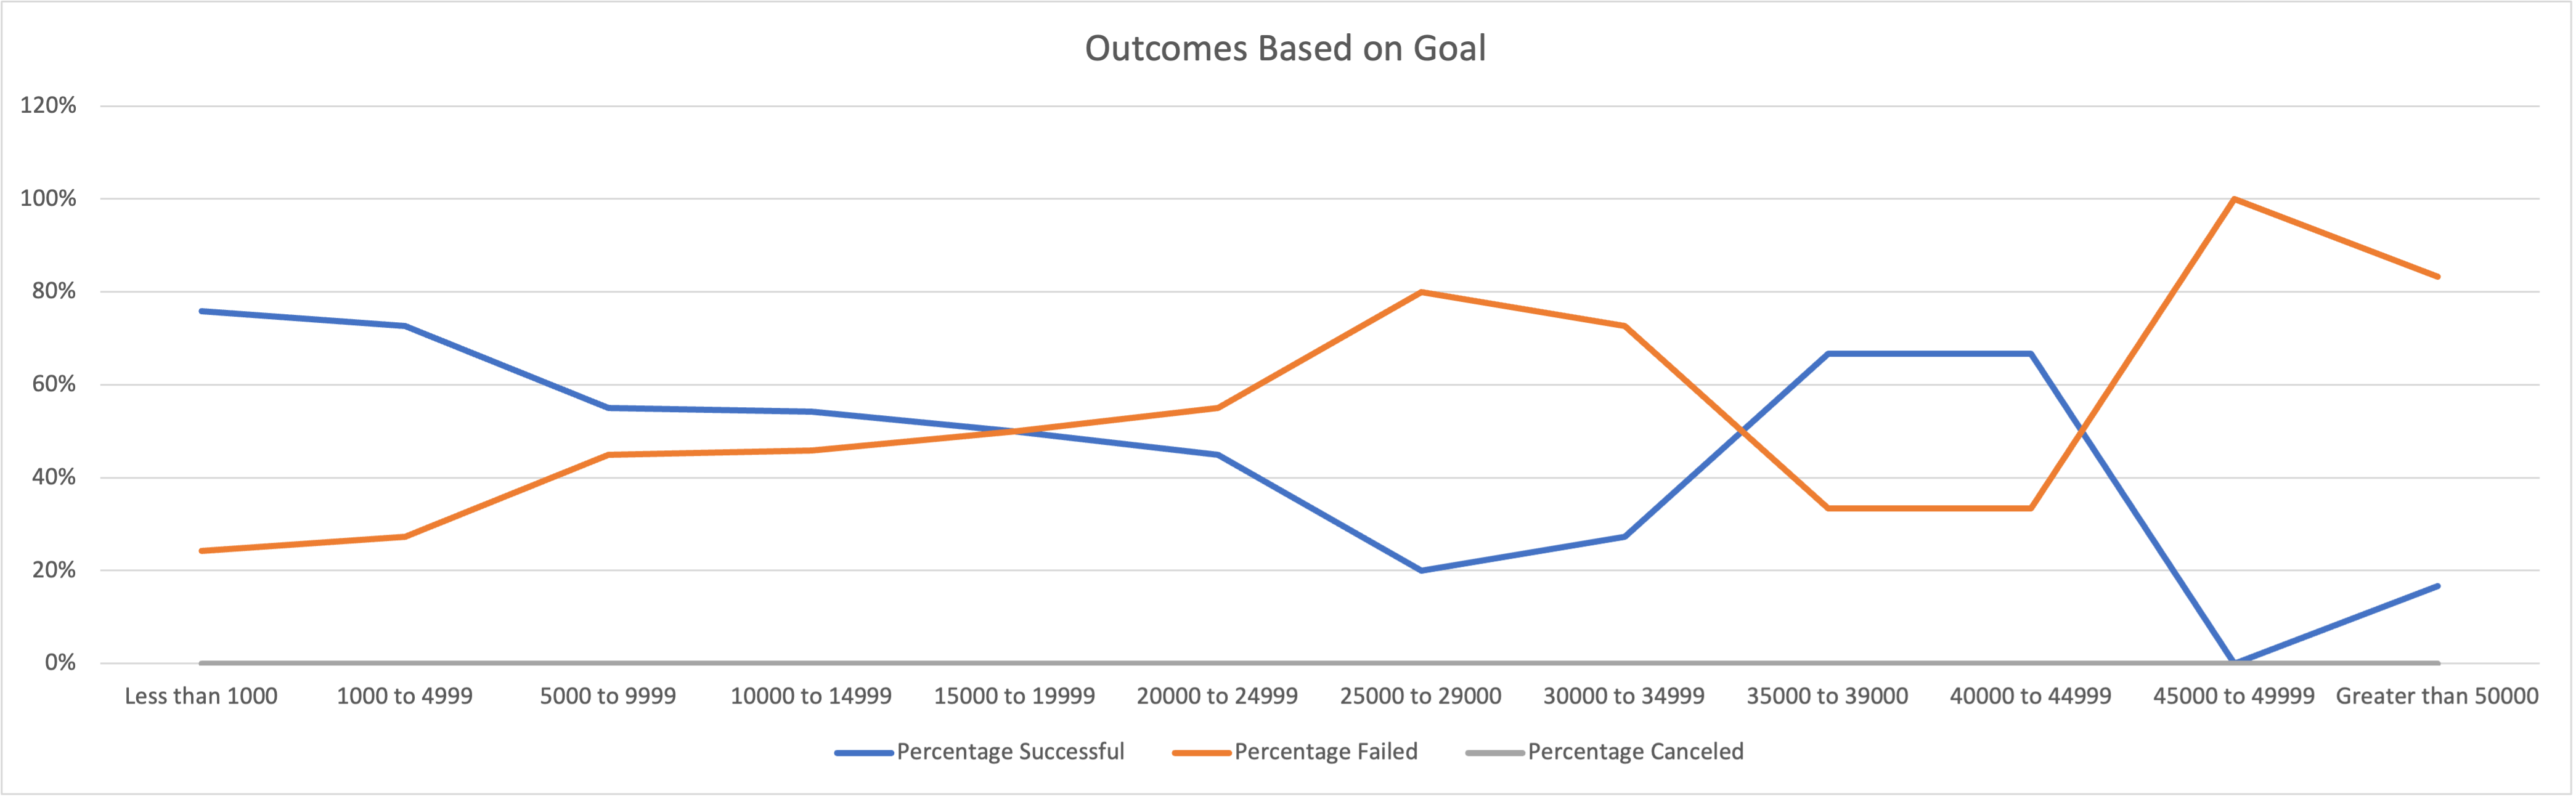 Outcomes Based on Goal
120%
100%
80%
60%
40%
20%
0%
Less than 1000 1000 to 4999 5000 to 9999 10000 to 14999 15000 to 19999 20000 to 24999 25000 to 29000 30000 to 34999 35000 to 39000 40000 to 44999 45000 to 49999 Greater than 50000
Percentage Successful Percentage Failed Percentage Canceled